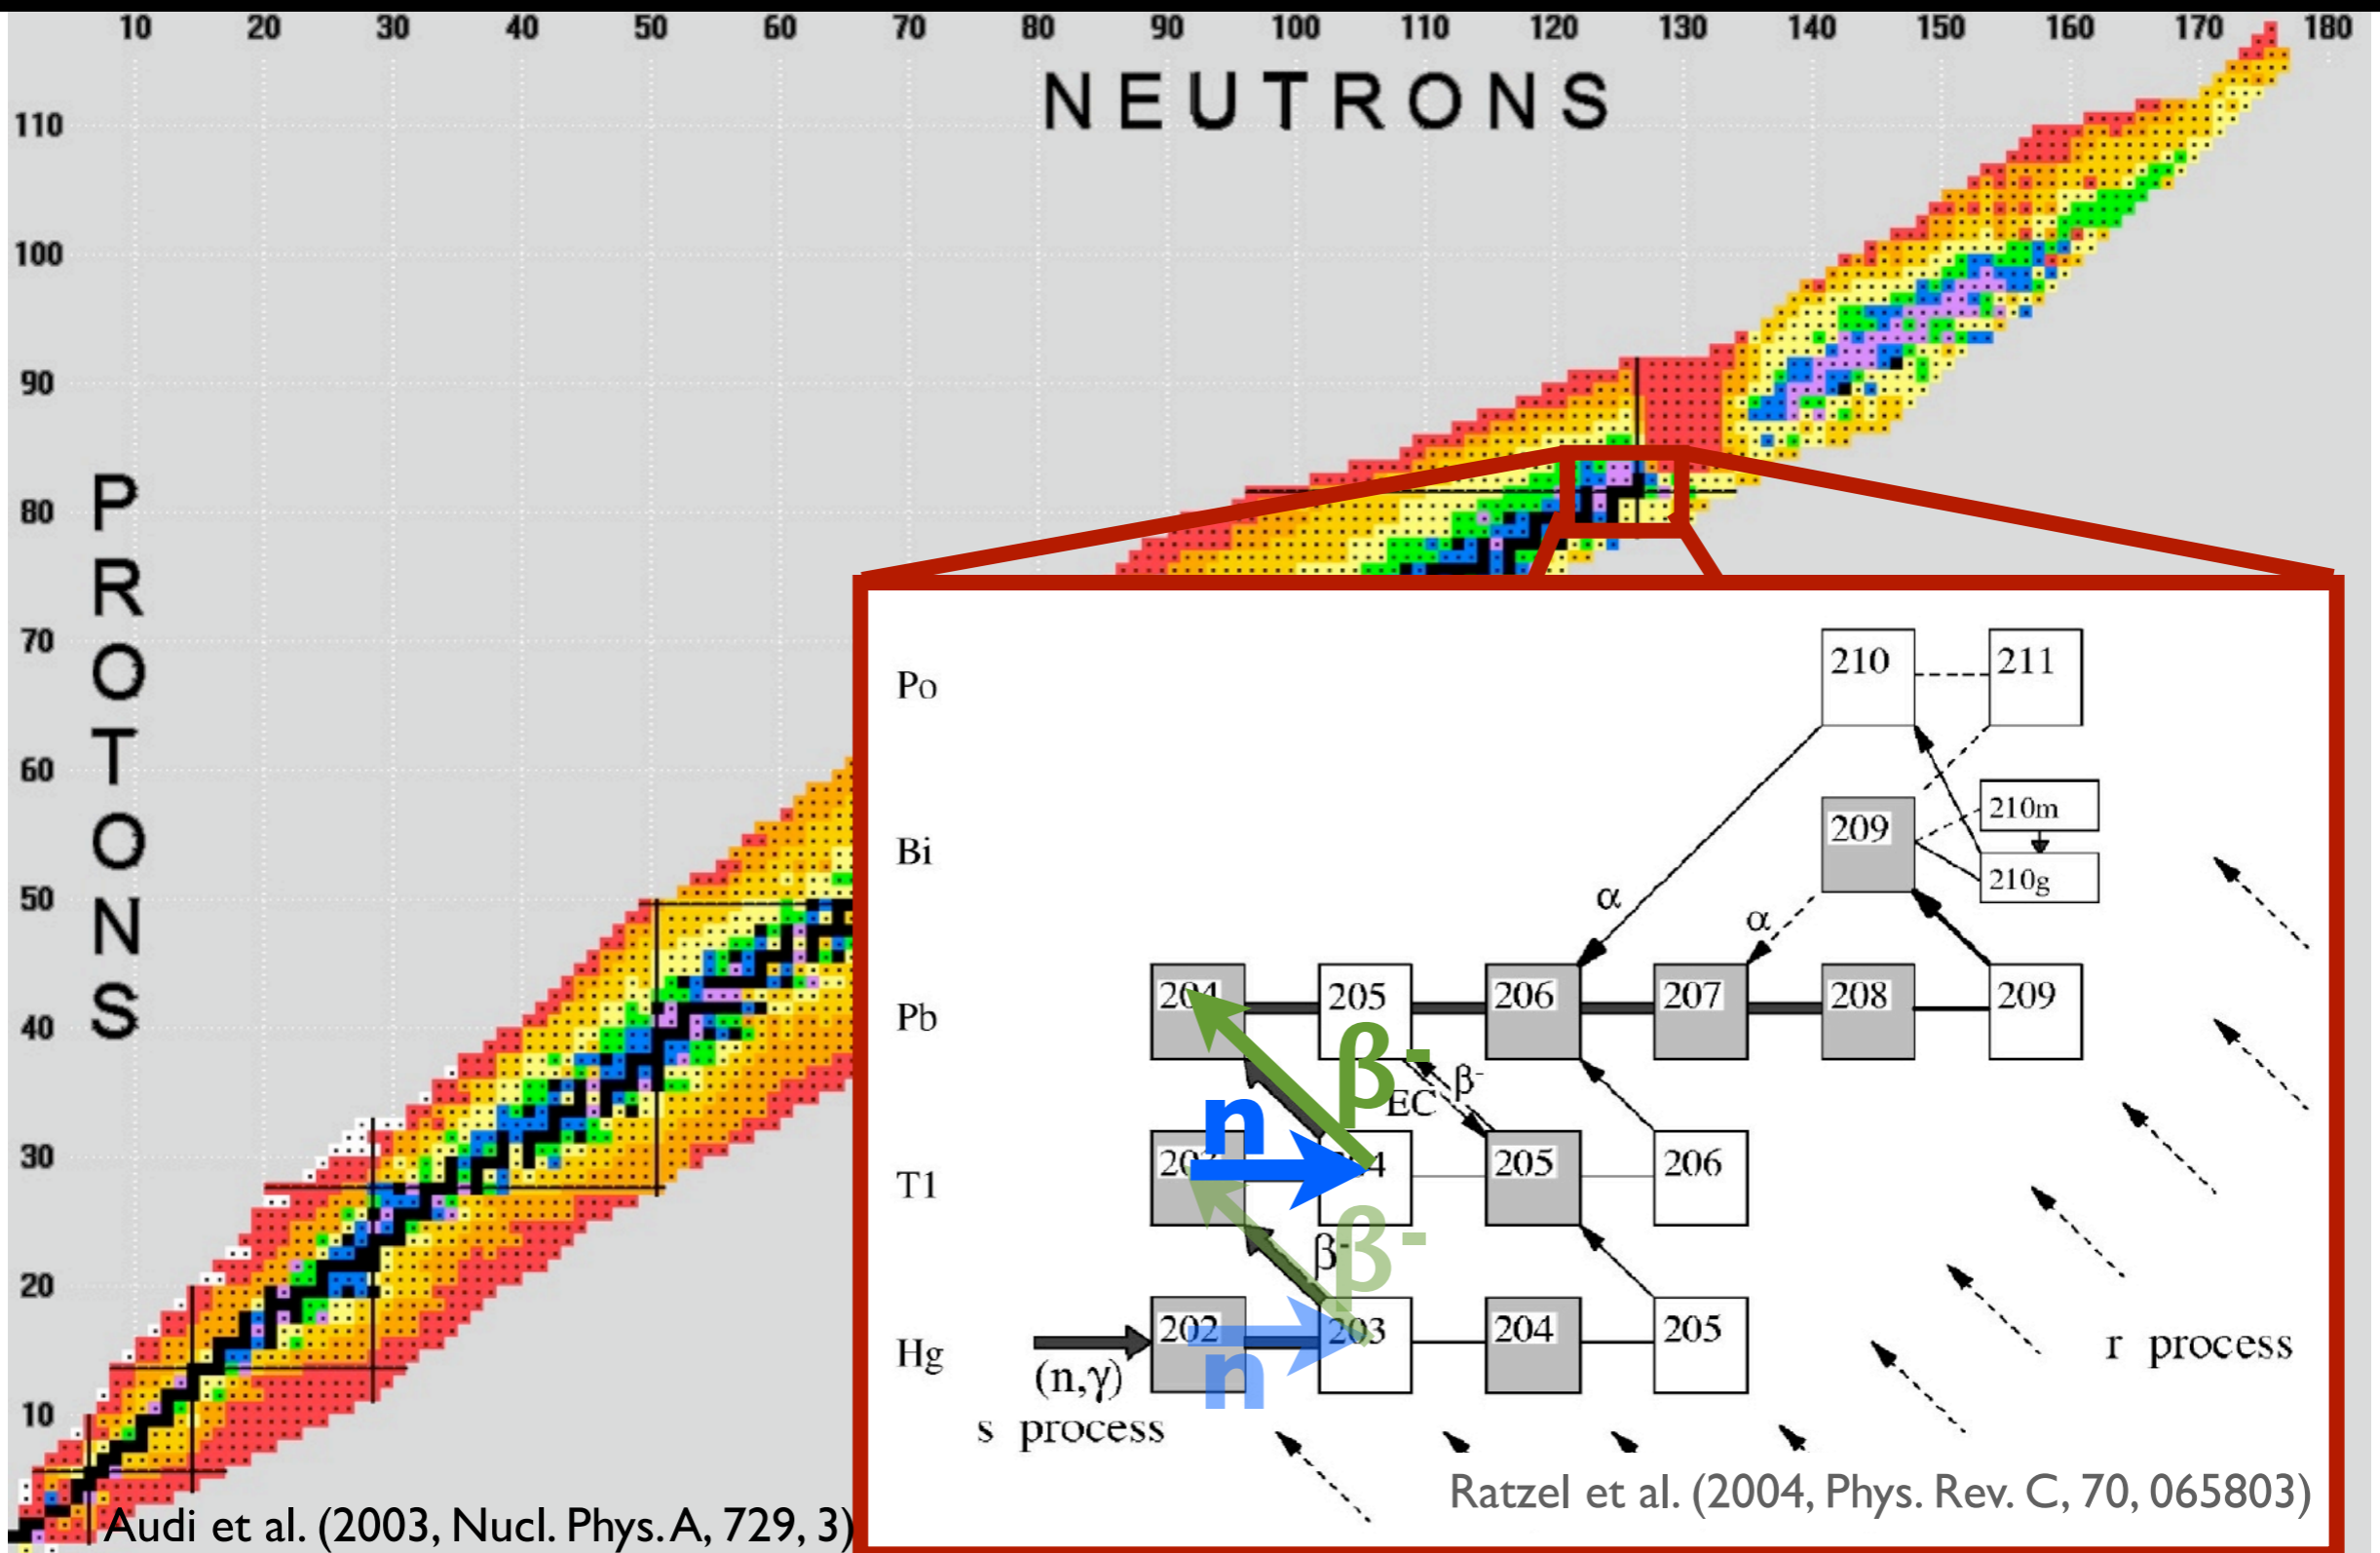 10 20 30 40 50 60 70 80 90 100 110 120 130 140 150 160 170 180
NEUTRONS
110
100
90
80
70
60
50
40
30
20
10
PROTONS
Po
210 211
Bi
209 210m
210g
α
α
Pb
204 205 206 207 208 209
β-
EC β-
n
Tl
205 206
β- β-
Hg
202 203 204 205
n
(n,γ)
s process
r process
Ratzel et al. (2004, Phys. Rev. C, 70, 065803)
Audi et al. (2003, Nucl. Phys. A, 729, 3)